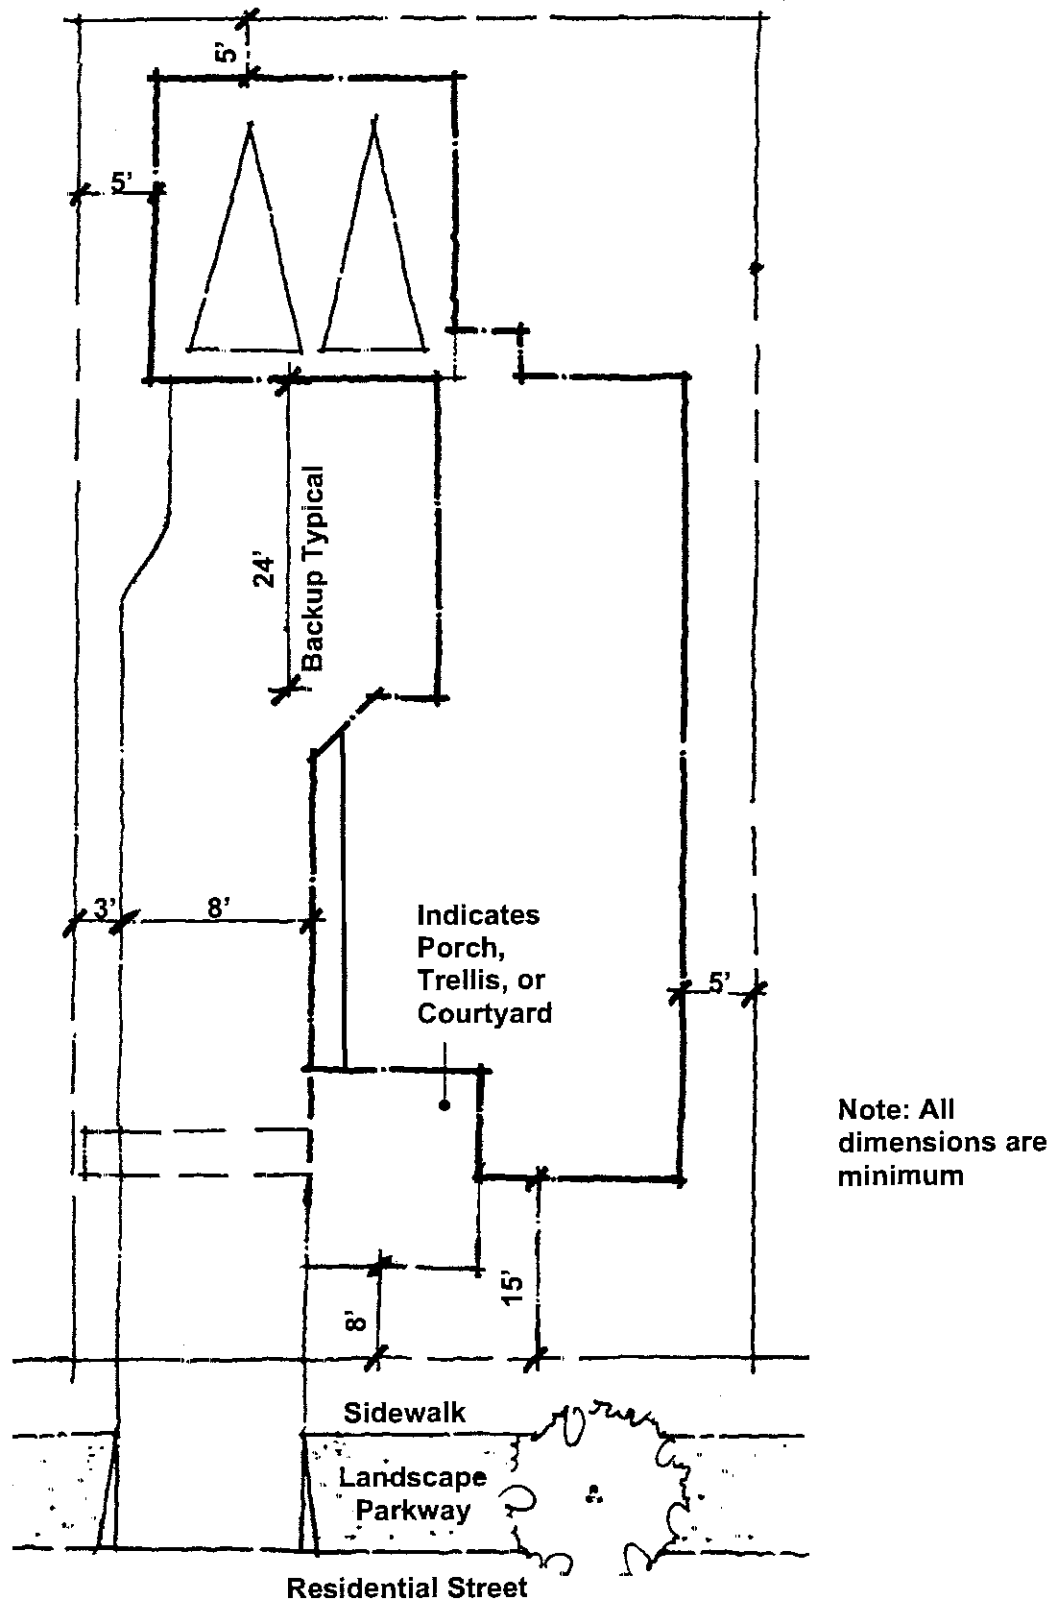 5'
5'
24'
Backup Typical
3'
8'
Indicates
Porch,
Trellis, or
Courtyard
5'
Note: All
dimensions are
minimum
8'
15'
Sidewalk
Landscape
Parkway
Residential Street